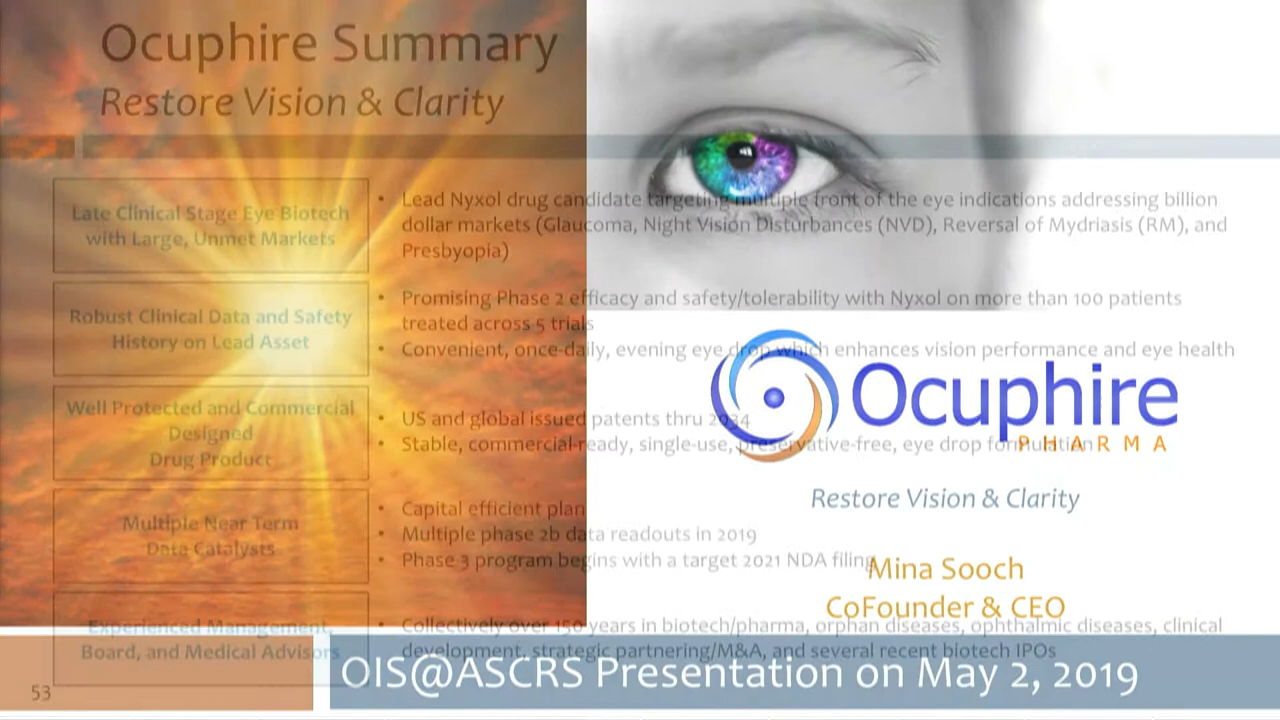 Ocuphire Summary
Restore Vision & Clarity
Late Clinical Stage Eye Biotech
with Large, Unmet Markets
• Lead Nyxol drug candidate targeting multiple front of the eye indications addressing billion
dollar markets (Glaucoma, Night Vision Disturbances (NVD), Reversal of Mydriasis (RM), and
Presbyopia)
Robust Clinical Data and Safety
History on Lead Asset
• Promising Phase 2 efficacy and safety/tolerability with Nyxol on more than 100 patients
treated across 5 trials
• Convenient, once-daily, evening eye drop which enhances vision performance and eye health
Well Protected and Commercial
Designed
Drug Product
• US and global issued patents thru 2034
• Stable, commercial-ready, single-use, preservative-free, eye drop formulation
Multiple Near Term
Data Catalysts
• Capital efficient plan
• Multiple phase 2b data readouts in 2019
• Phase 3 program begins with a target 2021 NDA filing
Experienced Management,
Board, and Medical Advisors
• Collectively over 150 years in biotech/pharma, orphan diseases, ophthalmic diseases, clinical
development, strategic partnering/M&A, and several recent biotech IPOs
53
Ocuphire
PHARMA
Restore Vision & Clarity
Mina Sooch
CoFounder & CEO
OIS@ASCRS Presentation on May 2, 2019